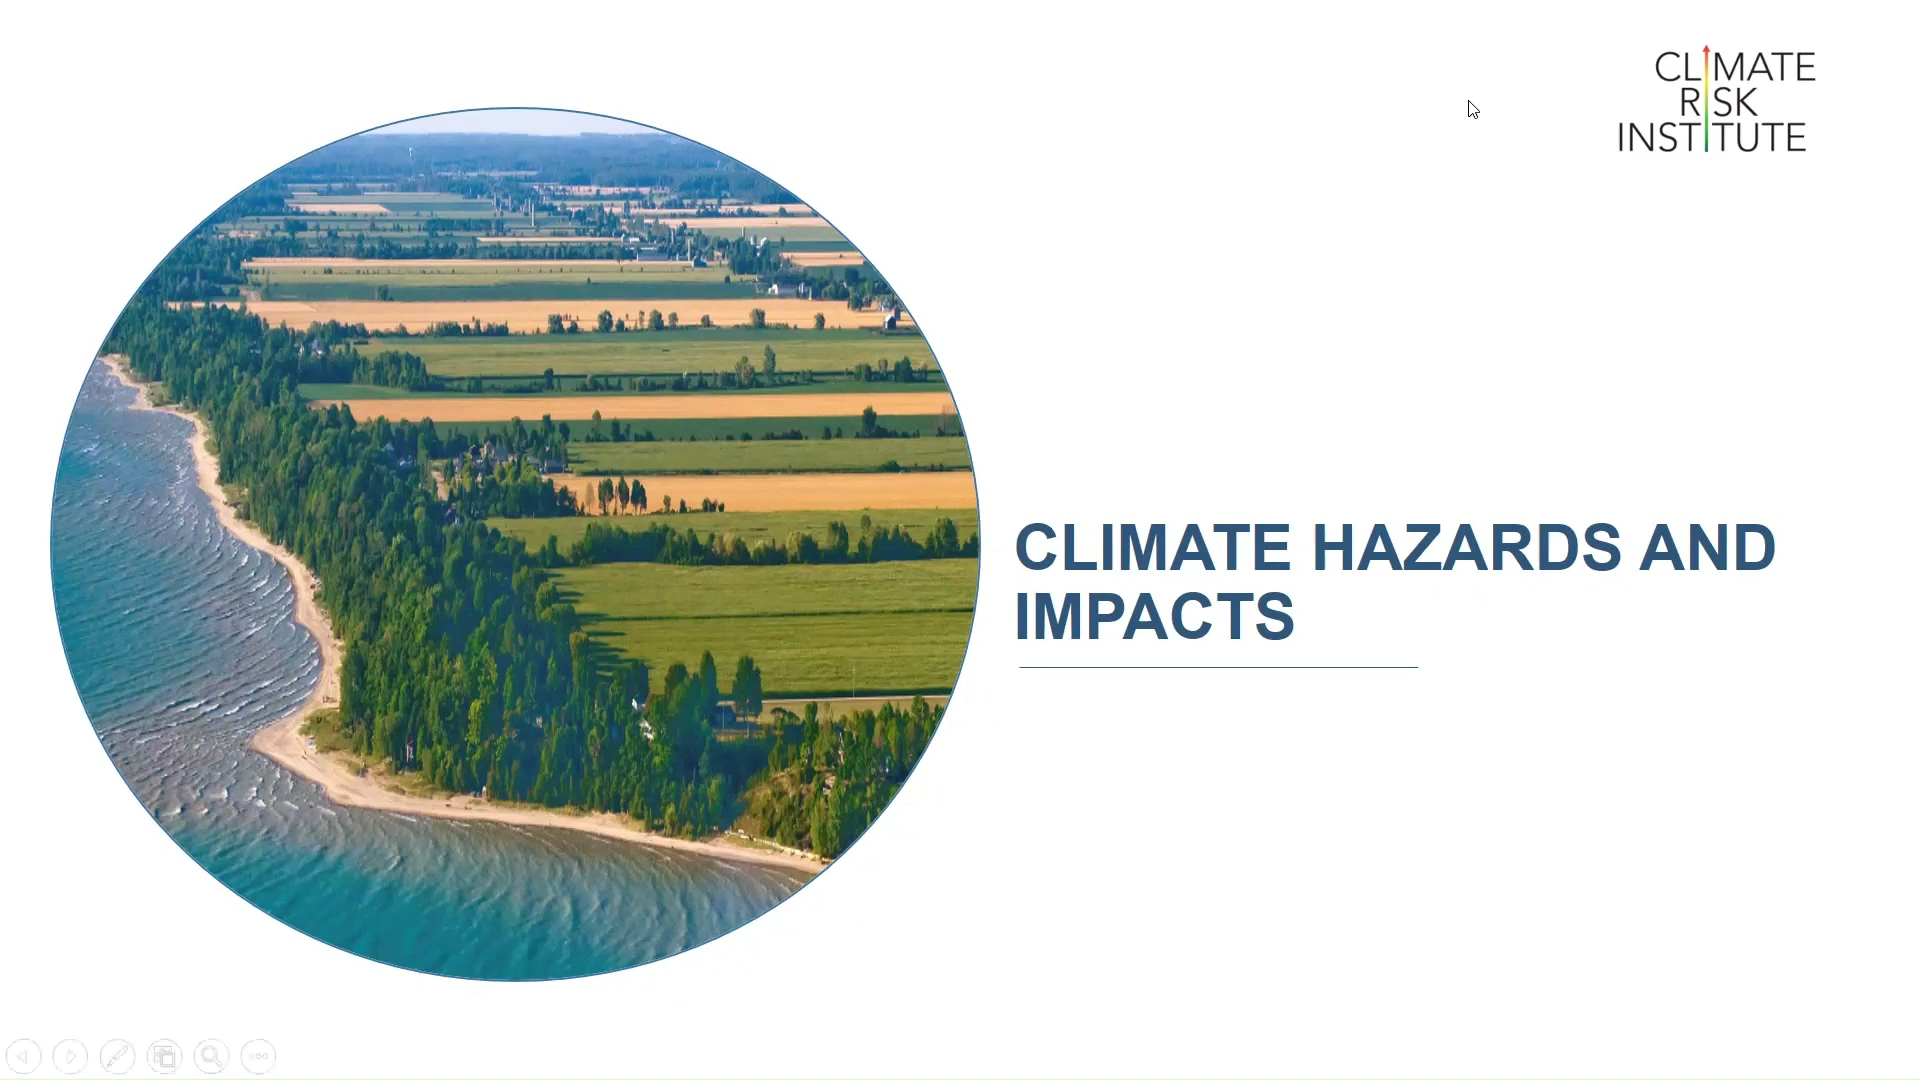 CLIMATE
RISK
INSTITUTE
CLIMATE HAZARDS AND
IMPACTS